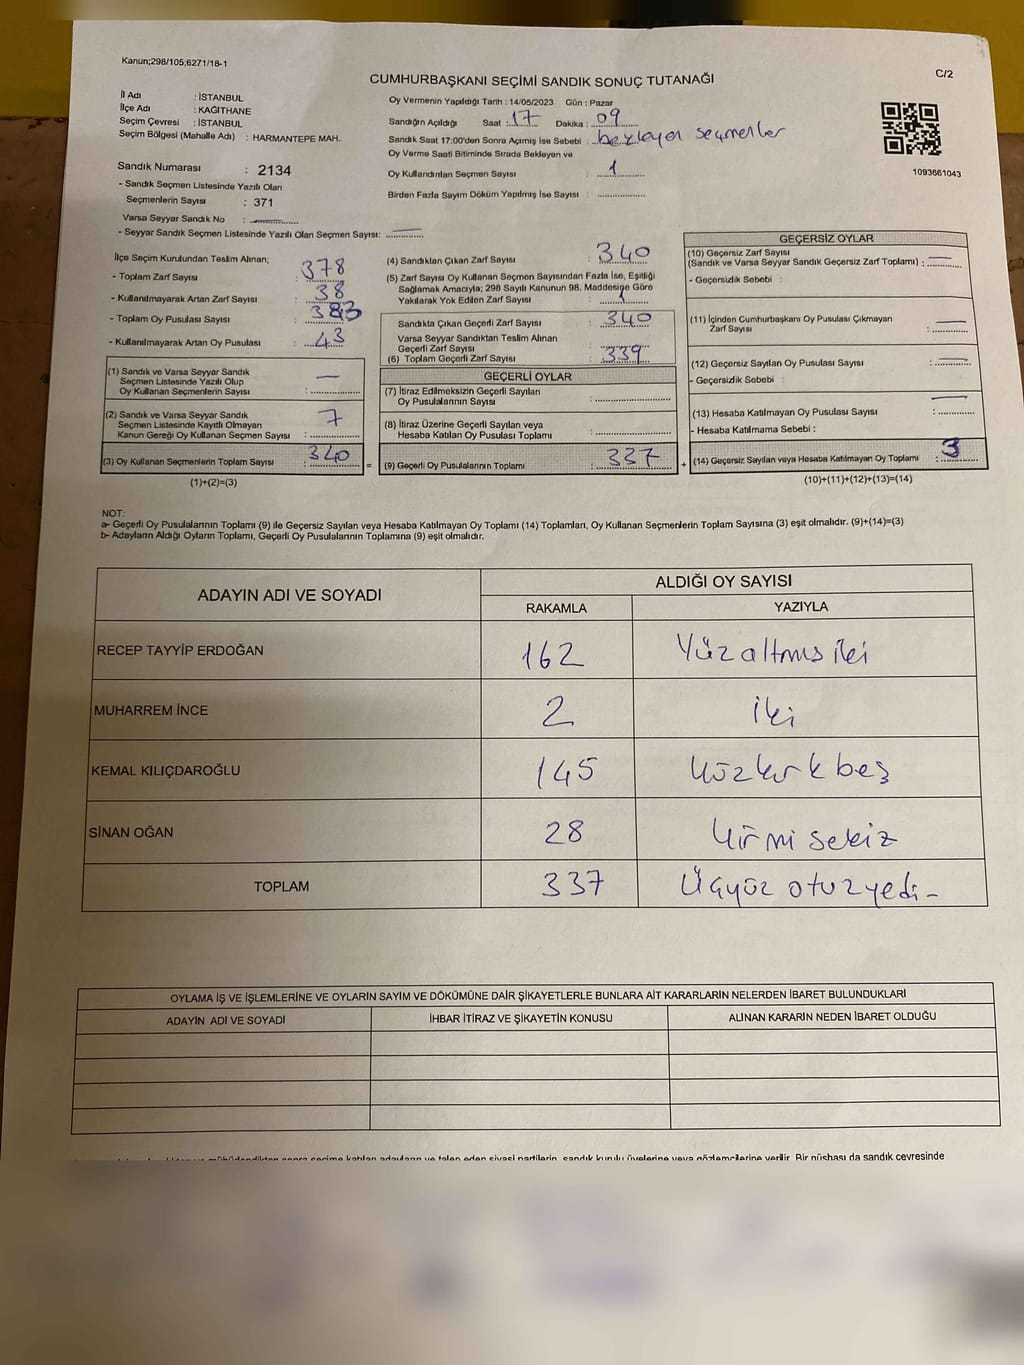 Kanun;298/105;6271/18-1
C/2
CUMHURBAŞKANI SEÇİMİ SANDIK SONUÇ TUTANAĞI
İl Adı : İSTANBUL
İlçe Adı : KAĞITHANE
Seçim Çevresi : İSTANBUL
Seçim Bölgesi (Mahalle Adı) : HARMANTEPE MAH.
Sandık Numarası : 2134
- Sandık Seçmen Listesinde Yazılı Olan
Seçmenlerin Sayısı : 371
Varsa Seyyar Sandık No :
- Seyyar Sandık Seçmen Listesinde Yazılı Olan Seçmen Sayısı:
Oy Vermenin Yapıldığı Tarih : 14/05/2023 Gün : Pazar
Sandığın Açıldığı Saat : 17 Dakika : 09
Sandık Saat 17:00'den Sonra Açımış İse Sebebi : bekleyen seçmenler
Oy Verme Saati Bitiminde Sırada Bekleyen ve
Oy Kullandırılan Seçmen Sayısı : 1
Birden Fazla Sayım Döküm Yapılmış İse Sayısı :
1093661043
İlçe Seçim Kurulundan Teslim Alınan;
- Toplam Zarf Sayısı : 378
- Kullanılmayarak Artan Zarf Sayısı : 38
- Toplam Oy Pusulası Sayısı : 383
- Kullanılmayarak Artan Oy Pusulası : 43
(1) Sandık ve Varsa Seyyar Sandık
Seçmen Listesinde Yazılı Olup
Oy Kullanan Seçmenlerin Sayısı : —
(2) Sandık ve Varsa Seyyar Sandık
Seçmen Listesinde Kayıtlı Olmayan
Kanun Gereği Oy Kullanan Seçmen Sayısı : 7
(3) Oy Kullanan Seçmenlerin Toplam Sayısı : 340
(1)+(2)=(3)
(4) Sandıktan Çıkan Zarf Sayısı : 340
(5) Zarf Sayısı Oy Kullanan Seçmen Sayısından Fazla İse, Eşitliği
Sağlamak Amacıyla; 298 Sayılı Kanunun 98. Maddesine Göre
Yakılarak Yok Edilen Zarf Sayısı : 1
Sandıkta Çıkan Geçerli Zarf Sayısı : 340
Varsa Seyyar Sandıktan Teslim Alınan
Geçerli Zarf Sayısı
(6) Toplam Geçerli Zarf Sayısı : 339
GEÇERLİ OYLAR
(7) İtiraz Edilmeksizin Geçerli Sayılan
Oy Pusulalarının Sayısı :
(8) İtiraz Üzerine Geçerli Sayılan veya
Hesaba Katılan Oy Pusulası Toplamı :
= (9) Geçerli Oy Pusulalarının Toplamı : 337 +
GEÇERSİZ OYLAR
(10) Geçersiz Zarf Sayısı
(Sandık ve Varsa Seyyar Sandık Geçersiz Zarf Toplamı) : —
- Geçersizlik Sebebi :
(11) İçinden Cumhurbaşkanı Oy Pusulası Çıkmayan
Zarf Sayısı : —
(12) Geçersiz Sayılan Oy Pusulası Sayısı : —
- Geçersizlik Sebebi :
(13) Hesaba Katılmayan Oy Pusulası Sayısı : —
- Hesaba Katılmama Sebebi :
(14) Geçersiz Sayılan veya Hesaba Katılmayan Oy Toplamı : 3
(10)+(11)+(12)+(13)=(14)
NOT:
a- Geçerli Oy Pusulalarının Toplamı (9) ile Geçersiz Sayılan veya Hesaba Katılmayan Oy Toplamı (14) Toplamları, Oy Kullanan Seçmenlerin Toplam Sayısına (3) eşit olmalıdır. (9)+(14)=(3)
b- Adayların Aldığı Oyların Toplamı, Geçerli Oy Pusulalarının Toplamına (9) eşit olmalıdır.
ADAYIN ADI VE SOYADI
ALDIĞI OY SAYISI
RAKAMLA YAZIYLA
RECEP TAYYİP ERDOĞAN 162 Yüzaltmış iki
MUHARREM İNCE 2 İki
KEMAL KILIÇDAROĞLU 145 Yüzkırkbeş
SİNAN OĞAN 28 Yirmi sekiz
TOPLAM 337 Üçyüz otuzyedi-
OYLAMA İŞ VE İŞLEMLERİNE VE OYLARIN SAYIM VE DÖKÜMÜNE DAİR ŞİKAYETLERLE BUNLARA AİT KARARLARIN NELERDEN İBARET BULUNDUKLARI
ADAYIN ADI VE SOYADI İHBAR İTİRAZ VE ŞİKAYETİN KONUSU ALINAN KARARIN NEDEN İBARET OLDUĞU
sonra seçime katılan adayların ve talep eden siyasi partilerin, sandık kurulu üyelerine veya gözlemcilerine verilir. Bir nüshası da sandık çevresinde